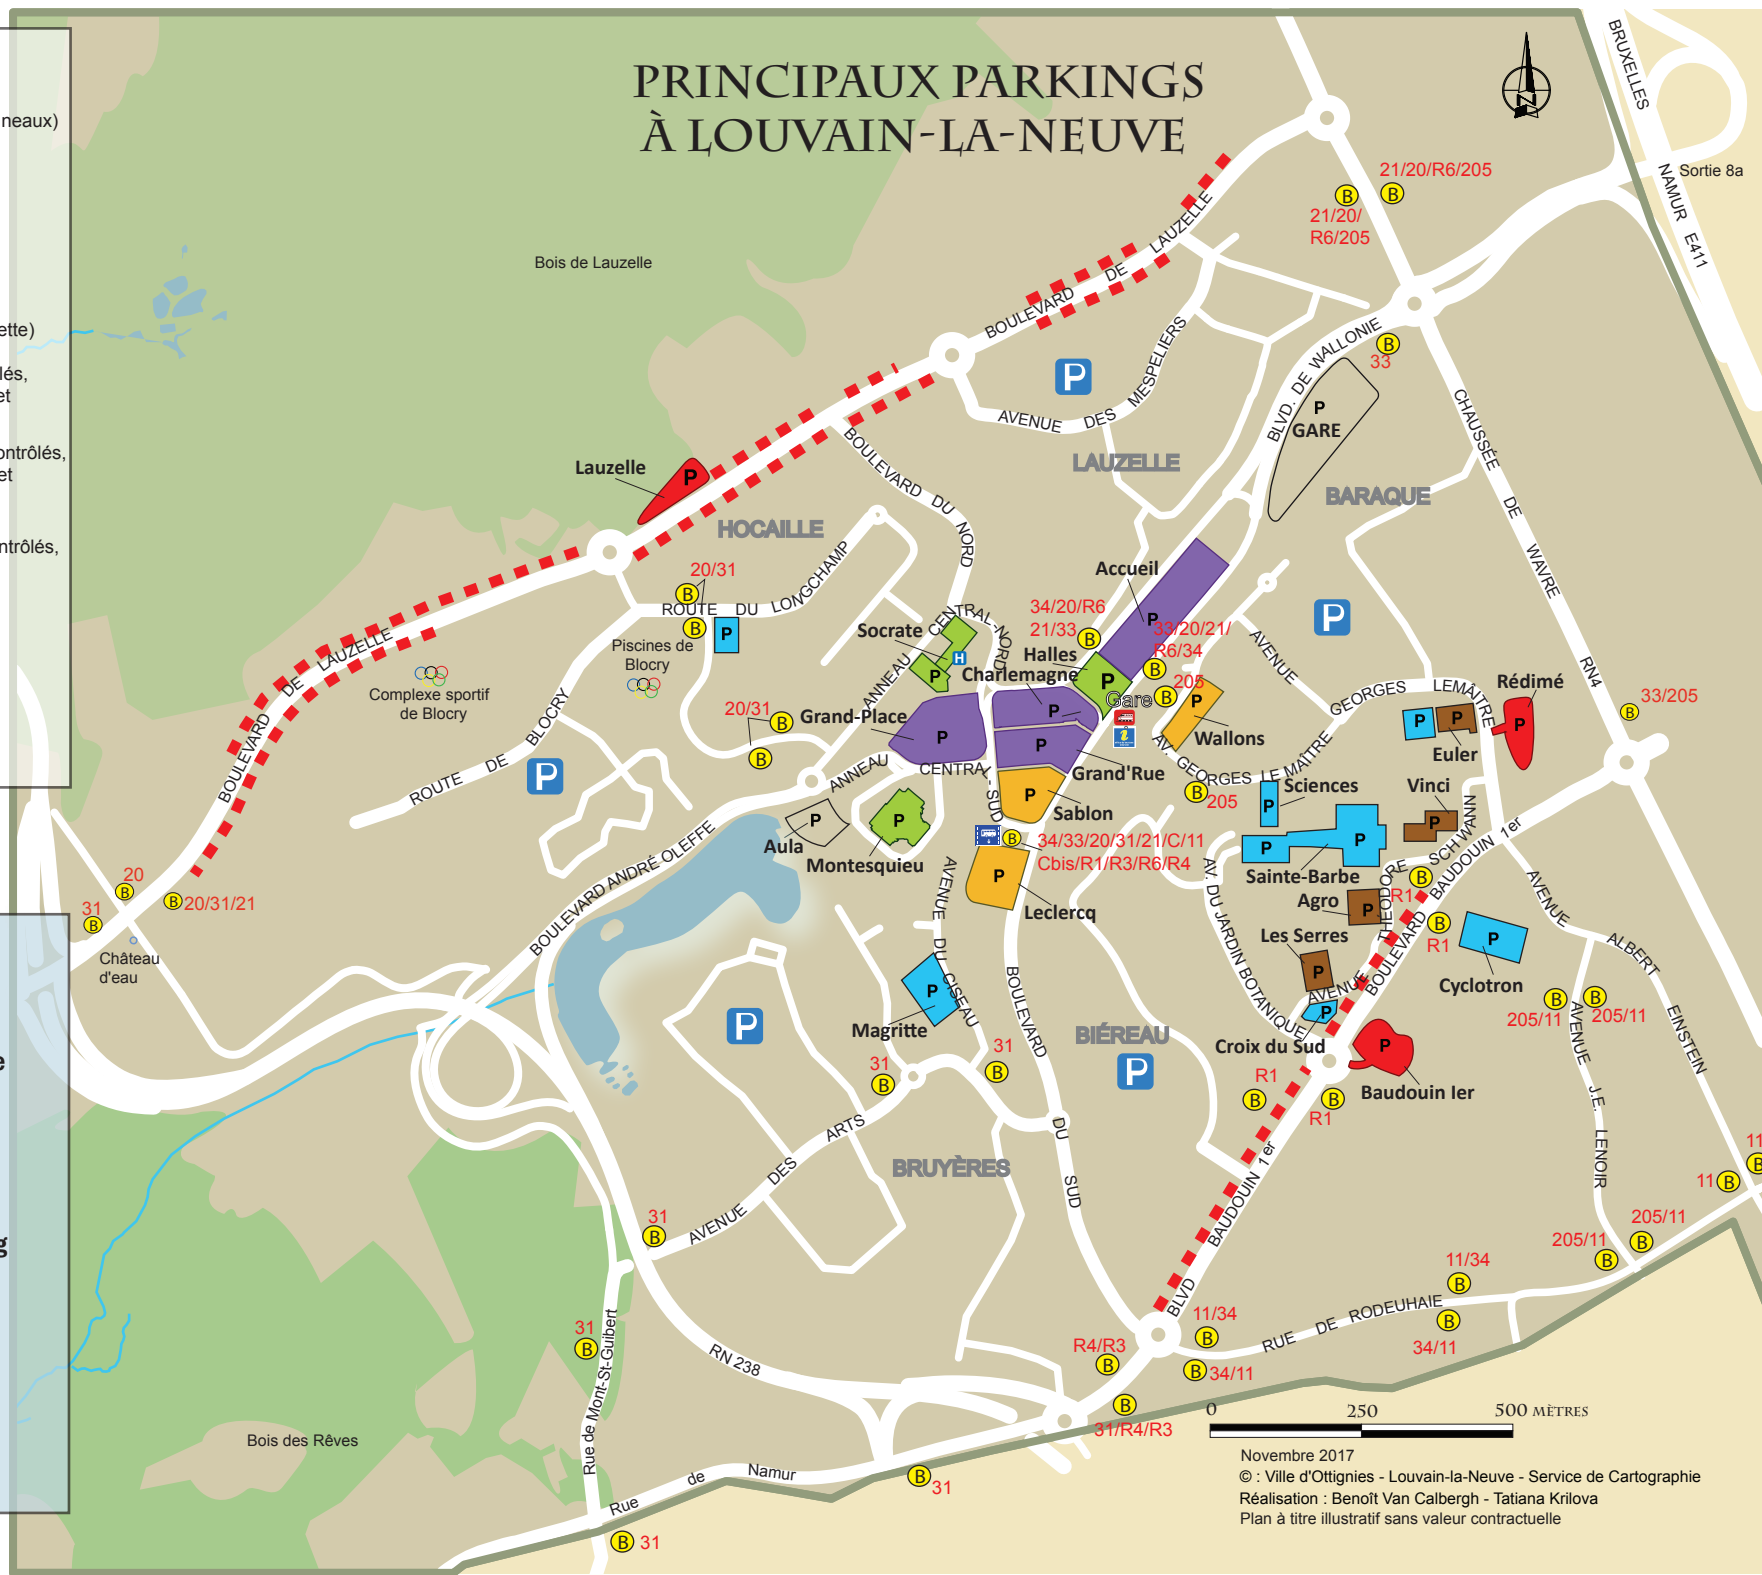 PRINCIPAUX PARKINGS
À LOUVAIN-LA-NEUVE
N
BRUXELLES
NAMUR E411
Sortie 8a
neaux)
ette)
lés,
et
ontrôlés,
et
ntrôlés,
e
g
Bois de Lauzelle
21/20/R6/205
B
B
21/20/
R6/205
BOULEVARD DE LAUZELLE
BLVD. DE WALLONIE
B
33
P
GARE
P
AVENUE DES MESPELIERS
LAUZELLE
BARAQUE
CHAUSSÉE DE WAVRE RN4
Lauzelle
P
HOCAILLE
BOULEVARD DU NORD
Accueil
P
20/31
B
ROUTE DU LONGCHAMP
B
P
Piscines de
Blocry
Complexe sportif
de Blocry
BOULEVARD DE LAUZELLE
Socrate
P
H
ANNEAU CENTRAL-NORD
34/20/R6
21/33
B
33/20/21/
R6/34
B
Halles
P
Charlemagne
P
Gare
i
205
B
P
Wallons
P
AVENUE GEORGES LEMAÎTRE
AV. GEORGES LE MAÎTRE
Rédimé
P
P
P
Euler
33/205
B
20/31
B
B
Grand-Place
P
P
Grand'Rue
ROUTE DE BLOCRY
P
ANNEAU CENTRAL-SUD
P
Sablon
B
205
Sciences
P
Vinci
P
P
P
Sainte-Barbe
P
Aula
P
Montesquieu
B
34/33/20/31/21/C/11
Cbis/R1/R3/R6/R4
P
Leclercq
BOULEVARD ANDRÉ OLEFFE
AVENUE DU CISEAU
AV. DU JARDIN BOTANIQUE
AVENUE THEODORE SCHWANN
BOULEVARD BAUDOUIN 1er
Agro
P
B
R1
B
R1
Les Serres
P
P
Cyclotron
AVENUE ALBERT EINSTEIN
20
B
31
B
B
20/31/21
Château
d'eau
P
Magritte
P
BOULEVARD DU SUD
BIÉREAU
P
P
Croix du Sud
P
Baudouin Ier
B
205/11
B
205/11
AVENUE J.E. LENOIR
31
B
31
B
R1
B
B
R1
AVENUE DES ARTS
BRUYÈRES
BLVD BAUDOUIN 1er
11
B
11
B
31
B
205/11
B
205/11
B
11/34
B
RUE DE RODEUHAIE
B
34/11
31
B
Rue de Mont-St-Guibert
RN 238
R4/R3
B
11/34
B
B
34/11
B
31/R4/R3
Bois des Rêves
Rue de Namur
B
31
B
31
0 250 500 MÈTRES
Novembre 2017
© : Ville d'Ottignies - Louvain-la-Neuve - Service de Cartographie
Réalisation : Benoît Van Calbergh - Tatiana Krilova
Plan à titre illustratif sans valeur contractuelle